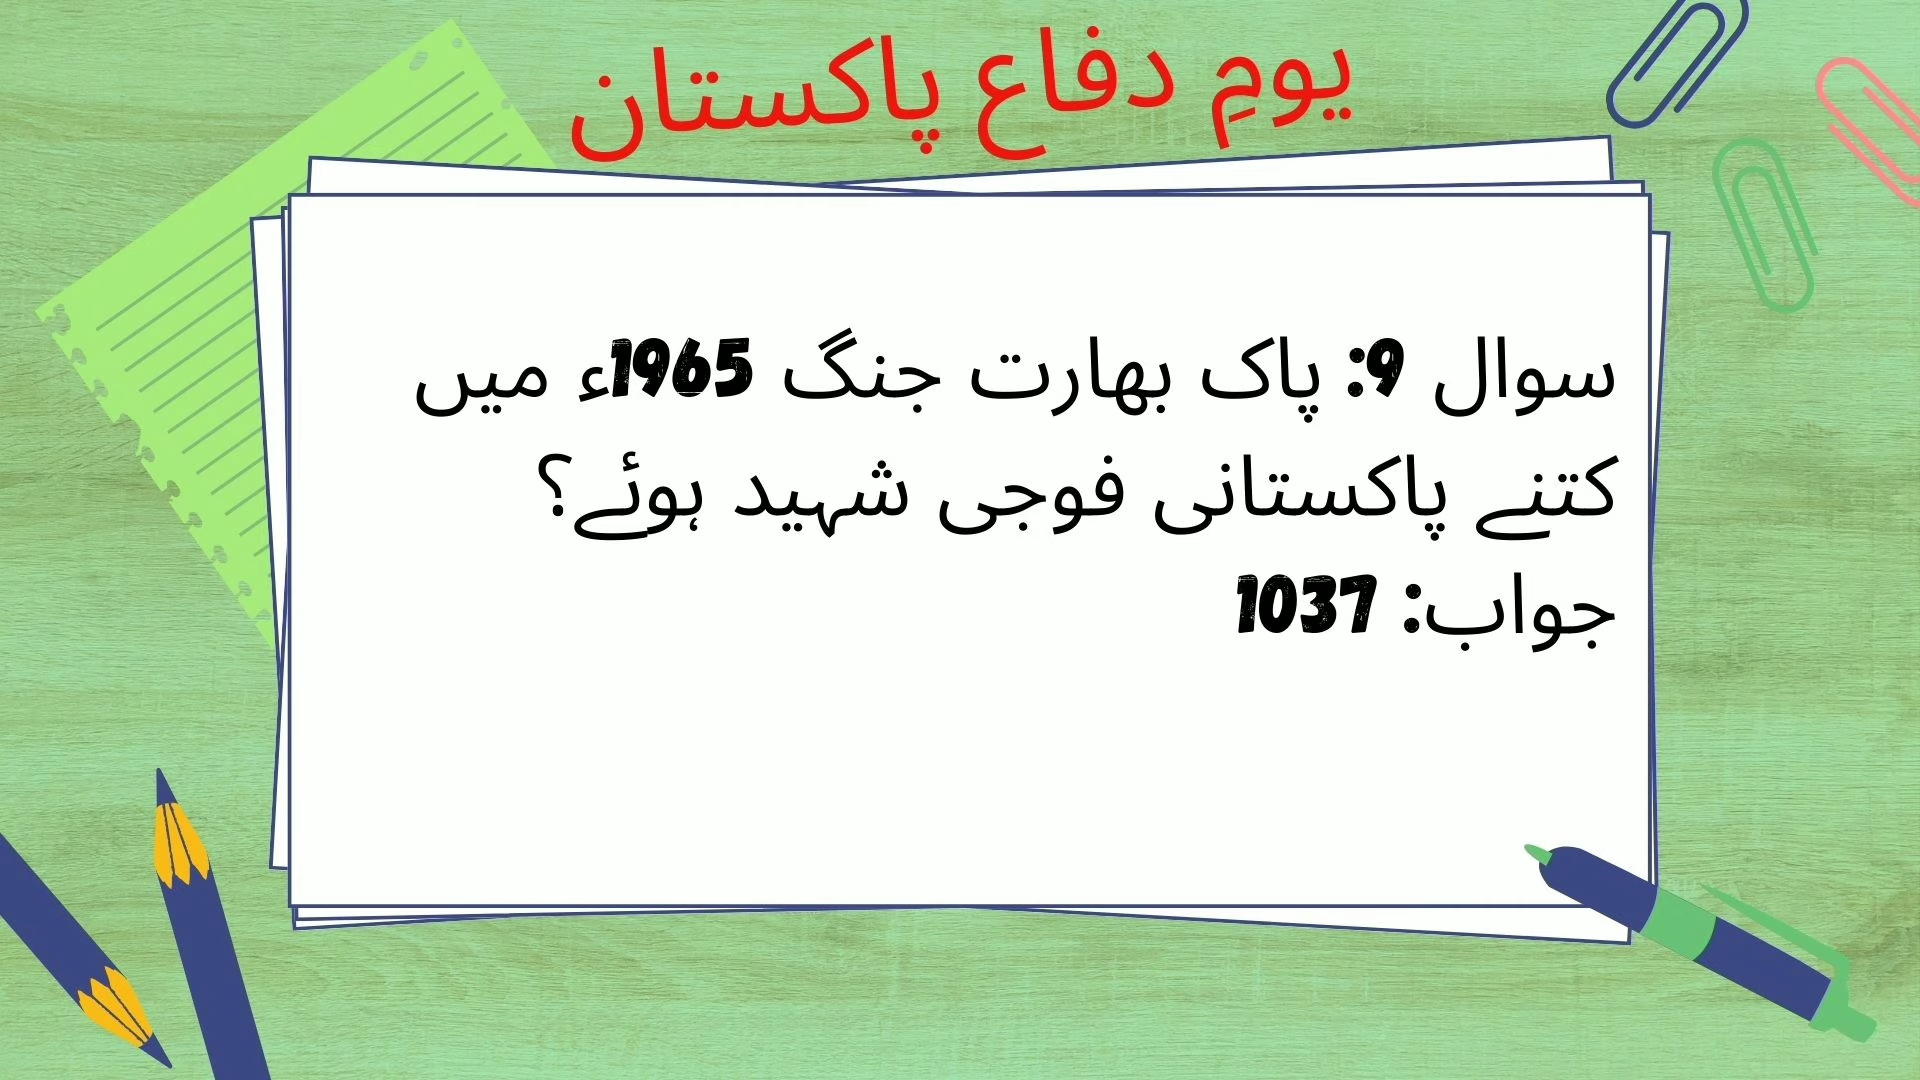 یومِ دفاع پاکستان
سوال 9: پاک بھارت جنگ 1965ء میں
کتنے پاکستانی فوجی شہید ہوئے؟
جواب: 1037